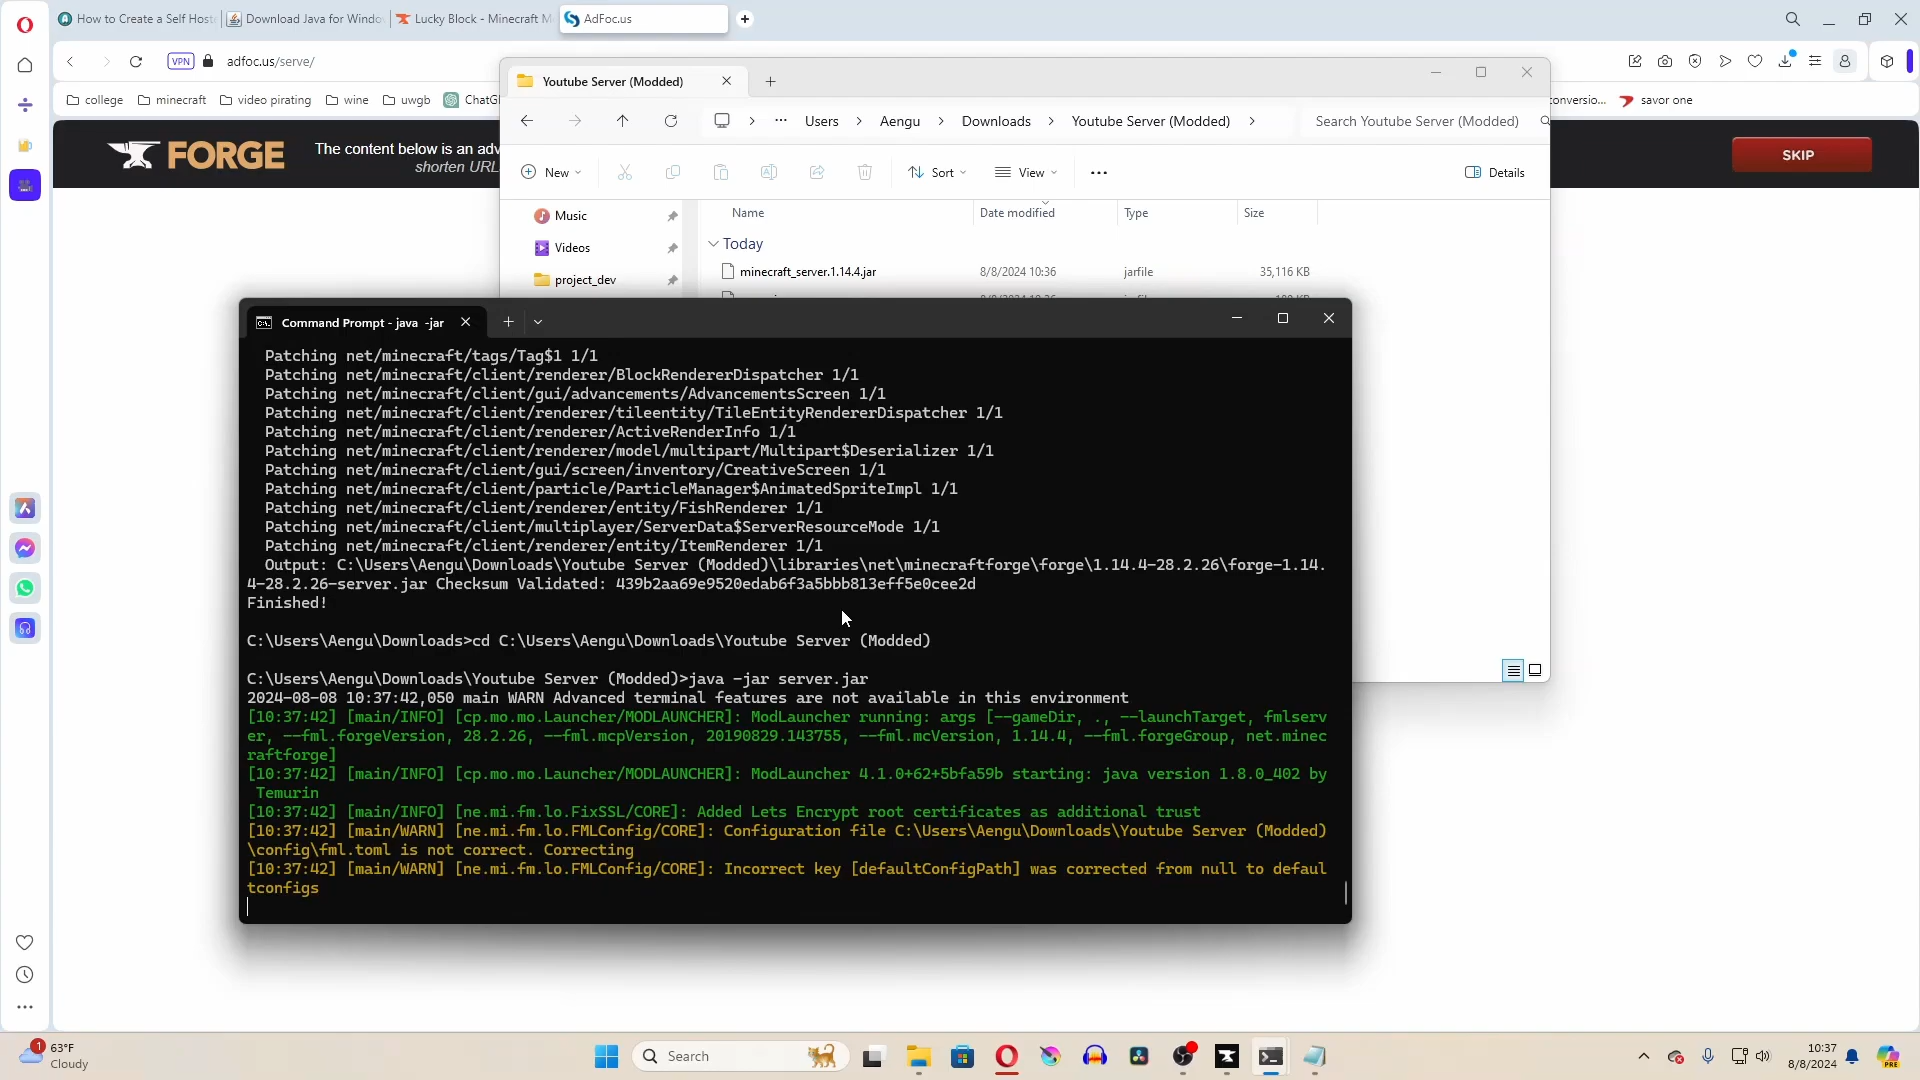 How to Create a Self Host
Download Java for Windo
Lucky Block - Minecraft M
AdFoc.us
VPN
adfoc.us/serve/
college
minecraft
video pirating
wine
uwgb
ChatG
conversio...
savor one
FORGE
The content below is an adv
shorten URL
SKIP
Youtube Server (Modded)
Users
Aengu
Downloads
Youtube Server (Modded)
Search Youtube Server (Modded)
New
Sort
View
Details
Music
Videos
project_dev
Name
Date modified
Type
Size
Today
minecraft_server.1.14.4.jar
8/8/2024 10:36
jarfile
35,116 KB
Command Prompt - java -jar
Patching net/minecraft/tags/Tag$1 1/1
Patching net/minecraft/client/renderer/BlockRendererDispatcher 1/1
Patching net/minecraft/client/gui/advancements/AdvancementsScreen 1/1
Patching net/minecraft/client/renderer/tileentity/TileEntityRendererDispatcher 1/1
Patching net/minecraft/client/renderer/ActiveRenderInfo 1/1
Patching net/minecraft/client/renderer/model/multipart/Multipart$Deserializer 1/1
Patching net/minecraft/client/gui/screen/inventory/CreativeScreen 1/1
Patching net/minecraft/client/particle/ParticleManager$AnimatedSpriteImpl 1/1
Patching net/minecraft/client/renderer/entity/FishRenderer 1/1
Patching net/minecraft/client/multiplayer/ServerData$ServerResourceMode 1/1
Patching net/minecraft/client/renderer/entity/ItemRenderer 1/1
Output: C:\Users\Aengu\Downloads\Youtube Server (Modded)\libraries\net\minecraftforge\forge\1.14.4-28.2.26\forge-1.14.
4-28.2.26-server.jar Checksum Validated: 439b2aa69e9520edab6f3a5bbb813eff5e0cee2d
Finished!
C:\Users\Aengu\Downloads>cd C:\Users\Aengu\Downloads\Youtube Server (Modded)
C:\Users\Aengu\Downloads\Youtube Server (Modded)>java -jar server.jar
2024-08-08 10:37:42,050 main WARN Advanced terminal features are not available in this environment
[10:37:42] [main/INFO] [cp.mo.mo.Launcher/MODLAUNCHER]: ModLauncher running: args [--gameDir, ., --launchTarget, fmlserv
er, --fml.forgeVersion, 28.2.26, --fml.mcpVersion, 20190829.143755, --fml.mcVersion, 1.14.4, --fml.forgeGroup, net.minec
raftforge]
[10:37:42] [main/INFO] [cp.mo.mo.Launcher/MODLAUNCHER]: ModLauncher 4.1.0+62+5bfa59b starting: java version 1.8.0_402 by
Temurin
[10:37:42] [main/INFO] [ne.mi.fm.lo.FixSSL/CORE]: Added Lets Encrypt root certificates as additional trust
[10:37:42] [main/WARN] [ne.mi.fm.lo.FMLConfig/CORE]: Configuration file C:\Users\Aengu\Downloads\Youtube Server (Modded)
\config\fml.toml is not correct. Correcting
[10:37:42] [main/WARN] [ne.mi.fm.lo.FMLConfig/CORE]: Incorrect key [defaultConfigPath] was corrected from null to defaul
tconfigs
1
63°F
Cloudy
Search
10:37
8/8/2024
PRE